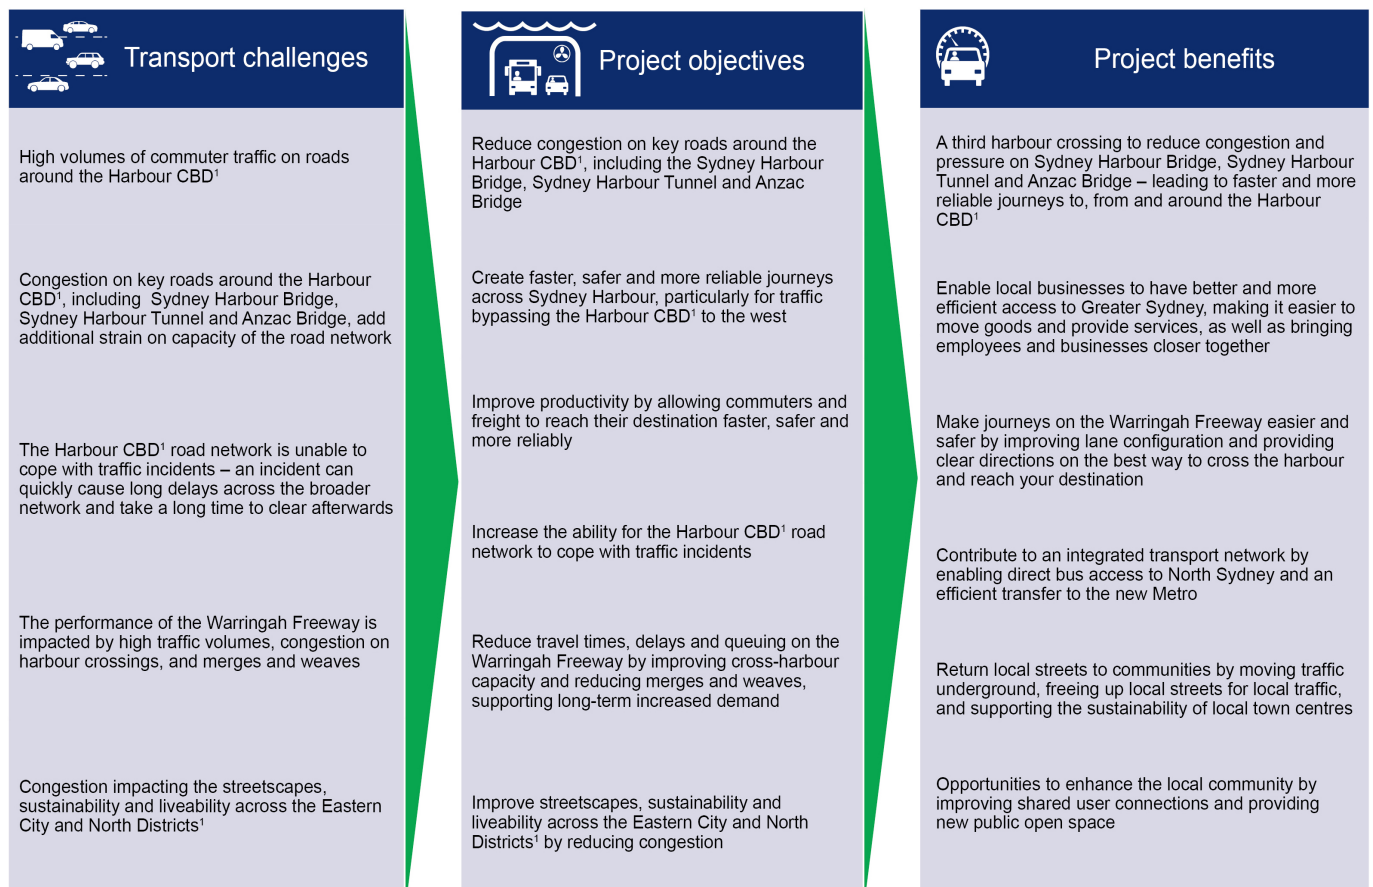 Transport challenges
High volumes of commuter traffic on roads
around the Harbour CBD¹
Congestion on key roads around the Harbour
CBD¹, including  Sydney Harbour Bridge,
Sydney Harbour Tunnel and Anzac Bridge, add
additional strain on capacity of the road network
The Harbour CBD¹ road network is unable to
cope with traffic incidents – an incident can
quickly cause long delays across the broader
network and take a long time to clear afterwards
The performance of the Warringah Freeway is
impacted by high traffic volumes, congestion on
harbour crossings, and merges and weaves
Congestion impacting the streetscapes,
sustainability and liveability across the Eastern
City and North Districts¹
Project objectives
Reduce congestion on key roads around the
Harbour CBD¹, including the Sydney Harbour
Bridge, Sydney Harbour Tunnel and Anzac
Bridge
Create faster, safer and more reliable journeys
across Sydney Harbour, particularly for traffic
bypassing the Harbour CBD¹ to the west
Improve productivity by allowing commuters and
freight to reach their destination faster, safer and
more reliably
Increase the ability for the Harbour CBD¹ road
network to cope with traffic incidents
Reduce travel times, delays and queuing on the
Warringah Freeway by improving cross-harbour
capacity and reducing merges and weaves,
supporting long-term increased demand
Improve streetscapes, sustainability and
liveability across the Eastern City and North
Districts¹ by reducing congestion
Project benefits
A third harbour crossing to reduce congestion and
pressure on Sydney Harbour Bridge, Sydney Harbour
Tunnel and Anzac Bridge – leading to faster and more
reliable journeys to, from and around the Harbour
CBD¹
Enable local businesses to have better and more
efficient access to Greater Sydney, making it easier to
move goods and provide services, as well as bringing
employees and businesses closer together
Make journeys on the Warringah Freeway easier and
safer by improving lane configuration and providing
clear directions on the best way to cross the harbour
and reach your destination
Contribute to an integrated transport network by
enabling direct bus access to North Sydney and an
efficient transfer to the new Metro
Return local streets to communities by moving traffic
underground, freeing up local streets for local traffic,
and supporting the sustainability of local town centres
Opportunities to enhance the local community by
improving shared user connections and providing
new public open space